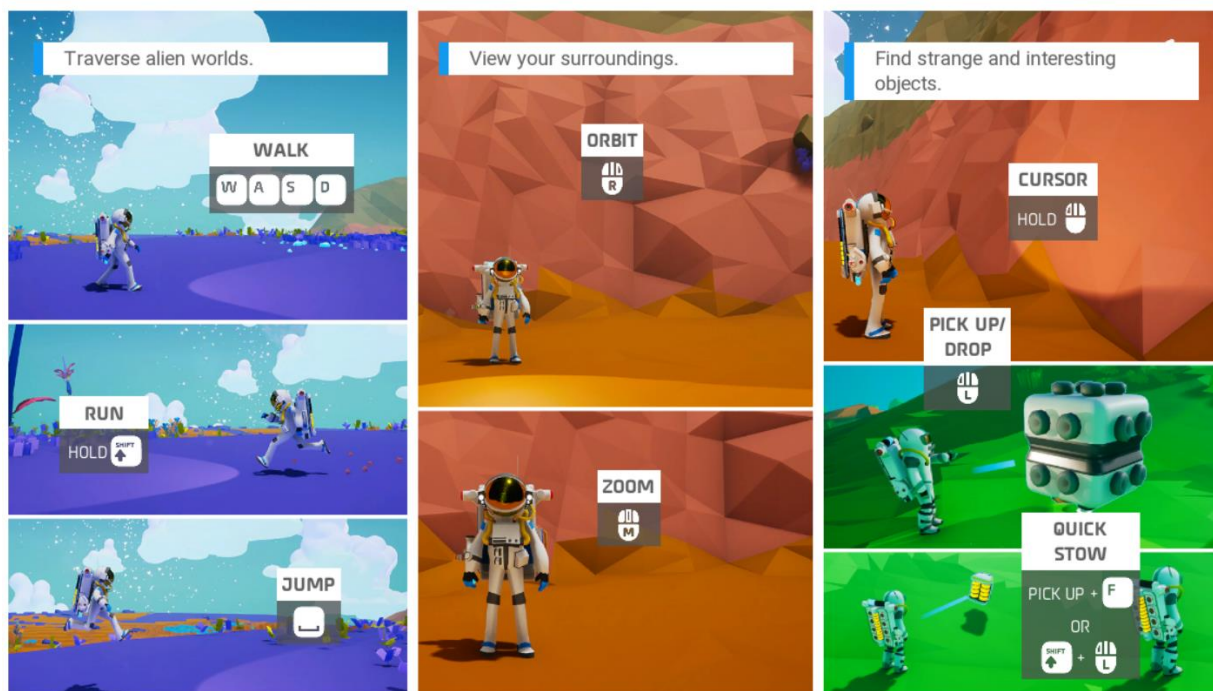 Traverse alien worlds.
WALK
W A S D
RUN
HOLD SHIFT
JUMP
View your surroundings.
ORBIT
R
ZOOM
M
Find strange and interesting
objects.
CURSOR
HOLD
PICK UP/
DROP
L
QUICK
STOW
PICK UP + F
OR
SHIFT + L